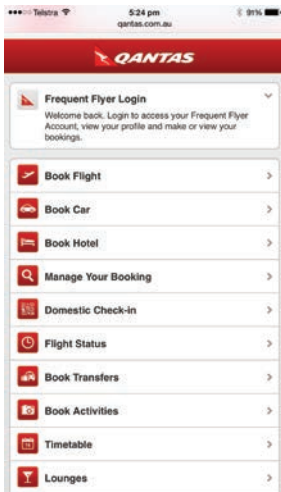 Telstra 5:24 pm 91%
qantas.com.au
QANTAS
Frequent Flyer Login
Welcome back. Login to access your Frequent Flyer
Account, view your profile and make or view your
bookings.
Book Flight
Book Car
Book Hotel
Manage Your Booking
Domestic Check-in
Flight Status
Book Transfers
Book Activities
Timetable
Lounges